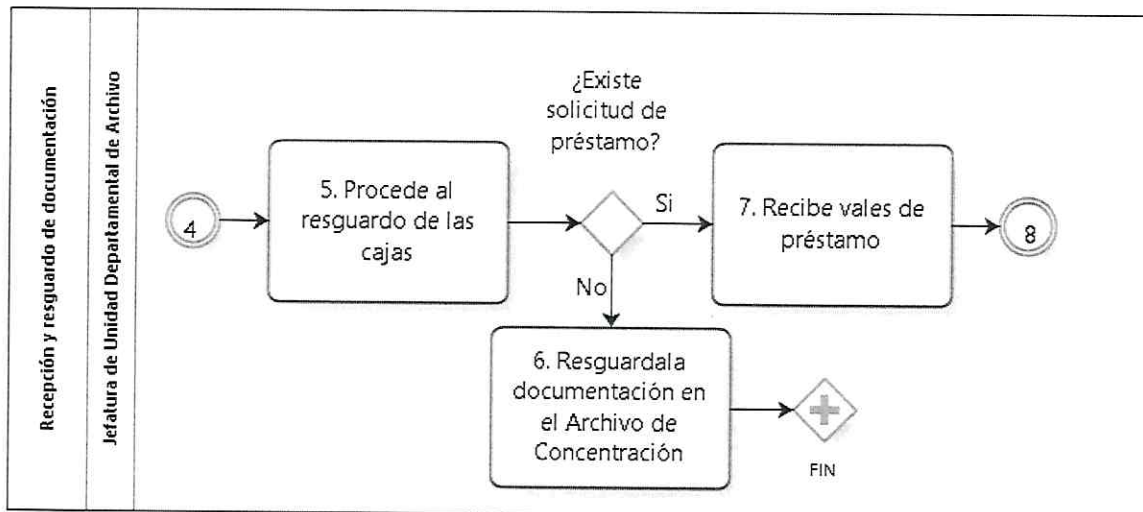 Recepción y resguardo de documentación
Jefatura de Unidad Departamental de Archivo
4
5. Procede al
resguardo de las
cajas
¿Existe
solicitud de
préstamo?
Si
7. Recibe vales de
préstamo
8
No
6. Resguardala
documentación en
el Archivo de
Concentración
FIN